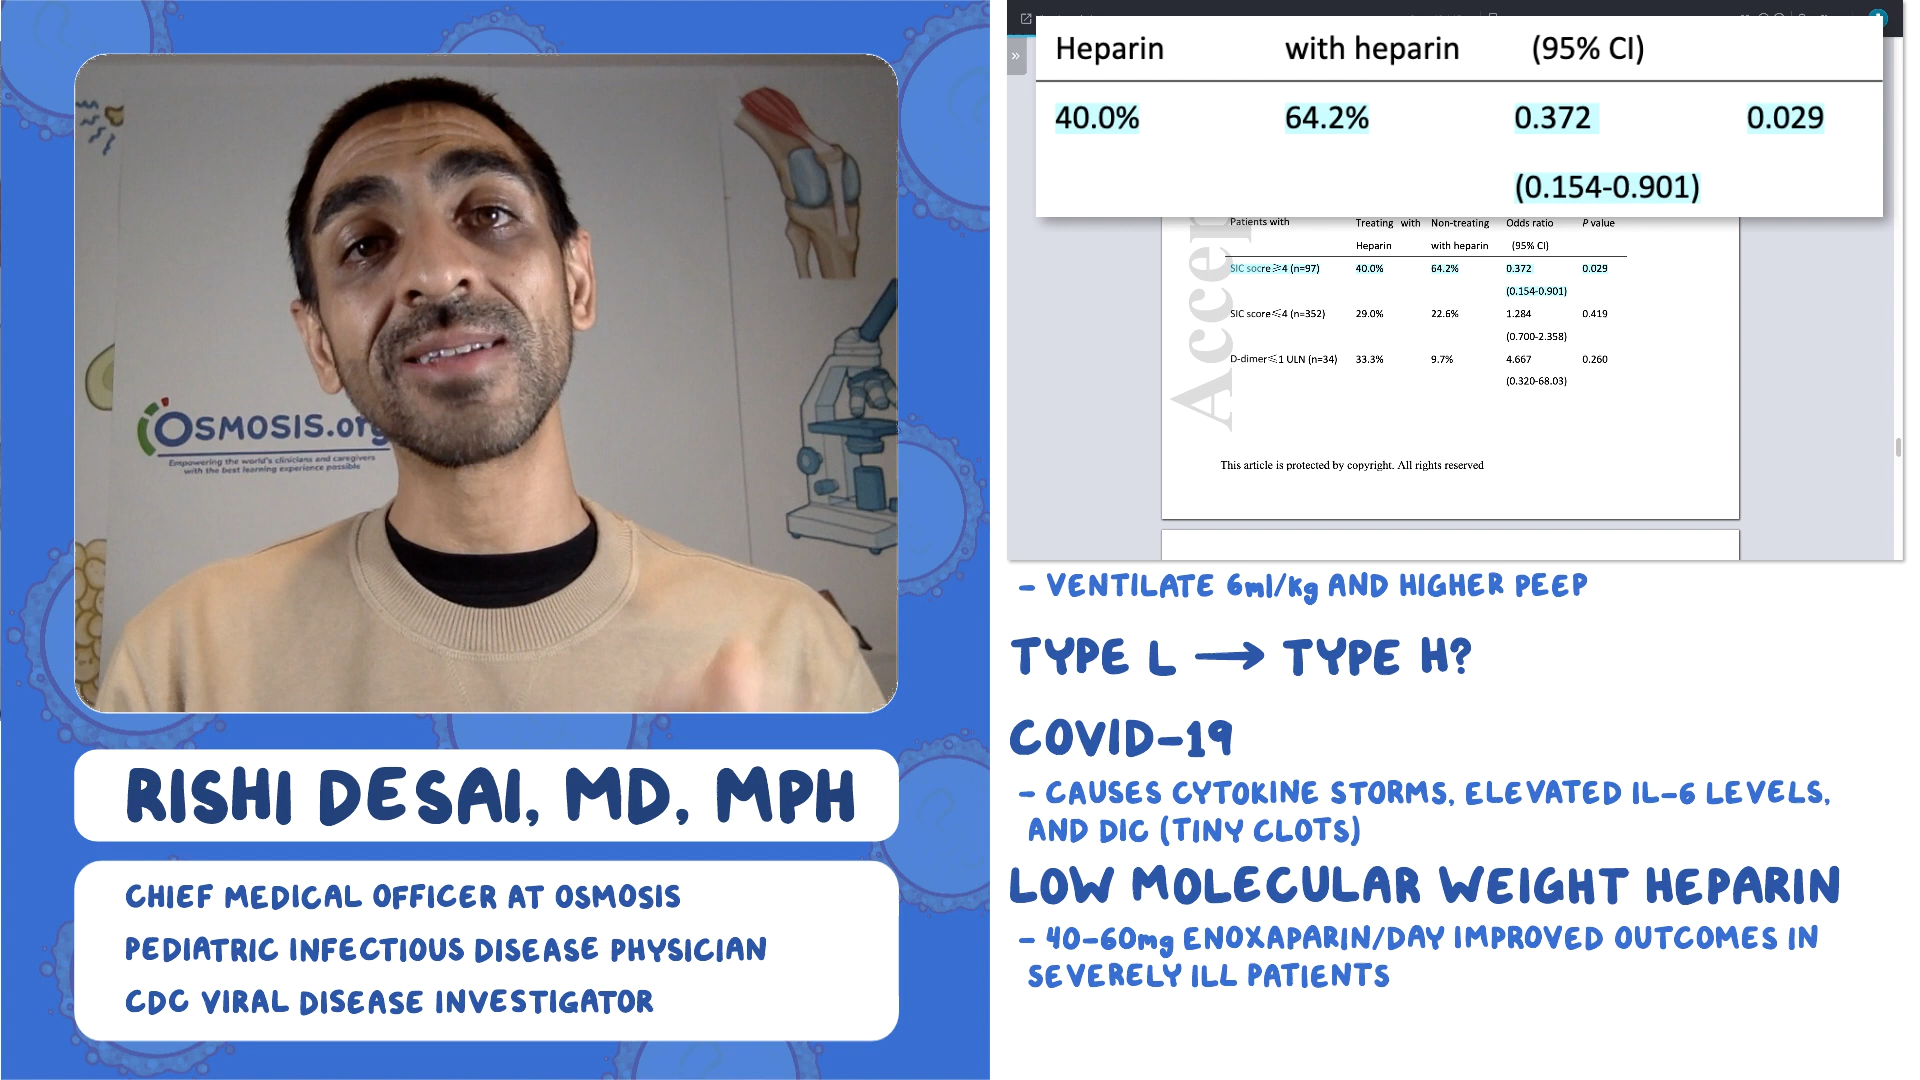 OSMOSIS.org
Empowering the world's clinicians and caregivers
with the best learning experience possible
RISHI DESAI, MD, MPH
CHIEF MEDICAL OFFICER AT OSMOSIS
PEDIATRIC INFECTIOUS DISEASE PHYSICIAN
CDC VIRAL DISEASE INVESTIGATOR
Heparin with heparin (95% CI)
40.0% 64.2% 0.372 0.029
(0.154-0.901)
Patients with Treating with Non-treating Odds ratio P value
Heparin with heparin (95% CI)
SIC socre≥4 (n=97) 40.0% 64.2% 0.372 0.029
(0.154-0.901)
SIC score≤4 (n=352) 29.0% 22.6% 1.284 0.419
(0.700-2.358)
D-dimer≤1 ULN (n=34) 33.3% 9.7% 4.667 0.260
(0.320-68.03)
This article is protected by copyright. All rights reserved
- VENTILATE 6ml/kg AND HIGHER PEEP
TYPE L → TYPE H?
COVID-19
- CAUSES CYTOKINE STORMS, ELEVATED IL-6 LEVELS,
AND DIC (TINY CLOTS)
LOW MOLECULAR WEIGHT HEPARIN
- 40-60mg ENOXAPARIN/DAY IMPROVED OUTCOMES IN
SEVERELY ILL PATIENTS